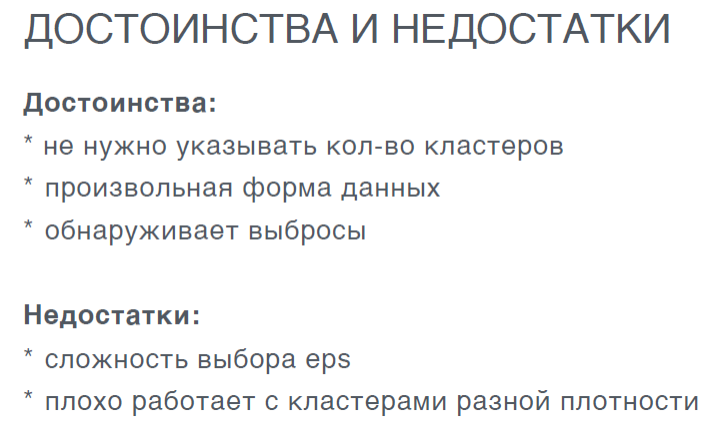 ДОСТОИНСТВА И НЕДОСТАТКИ
Достоинства:
* не нужно указывать кол-во кластеров
* произвольная форма данных
* обнаруживает выбросы
Недостатки:
* сложность выбора eps
* плохо работает с кластерами разной плотности